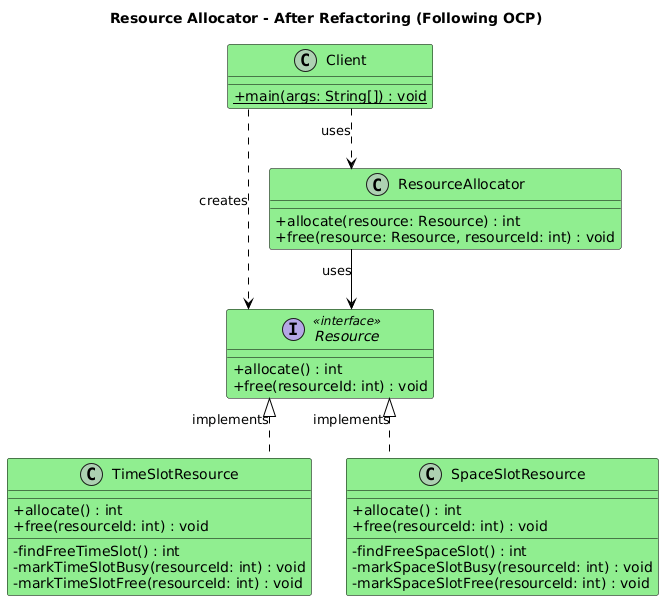 Resource Allocator - After Refactoring (Following OCP)
C Client
+main(args: String[]) : void
uses
C ResourceAllocator
+allocate(resource: Resource) : int
+free(resource: Resource, resourceId: int) : void
creates
uses
I «interface»
Resource
+allocate() : int
+free(resourceId: int) : void
implements
implements
C TimeSlotResource
+allocate() : int
+free(resourceId: int) : void
-findFreeTimeSlot() : int
-markTimeSlotBusy(resourceId: int) : void
-markTimeSlotFree(resourceId: int) : void
C SpaceSlotResource
+allocate() : int
+free(resourceId: int) : void
-findFreeSpaceSlot() : int
-markSpaceSlotBusy(resourceId: int) : void
-markSpaceSlotFree(resourceId: int) : void